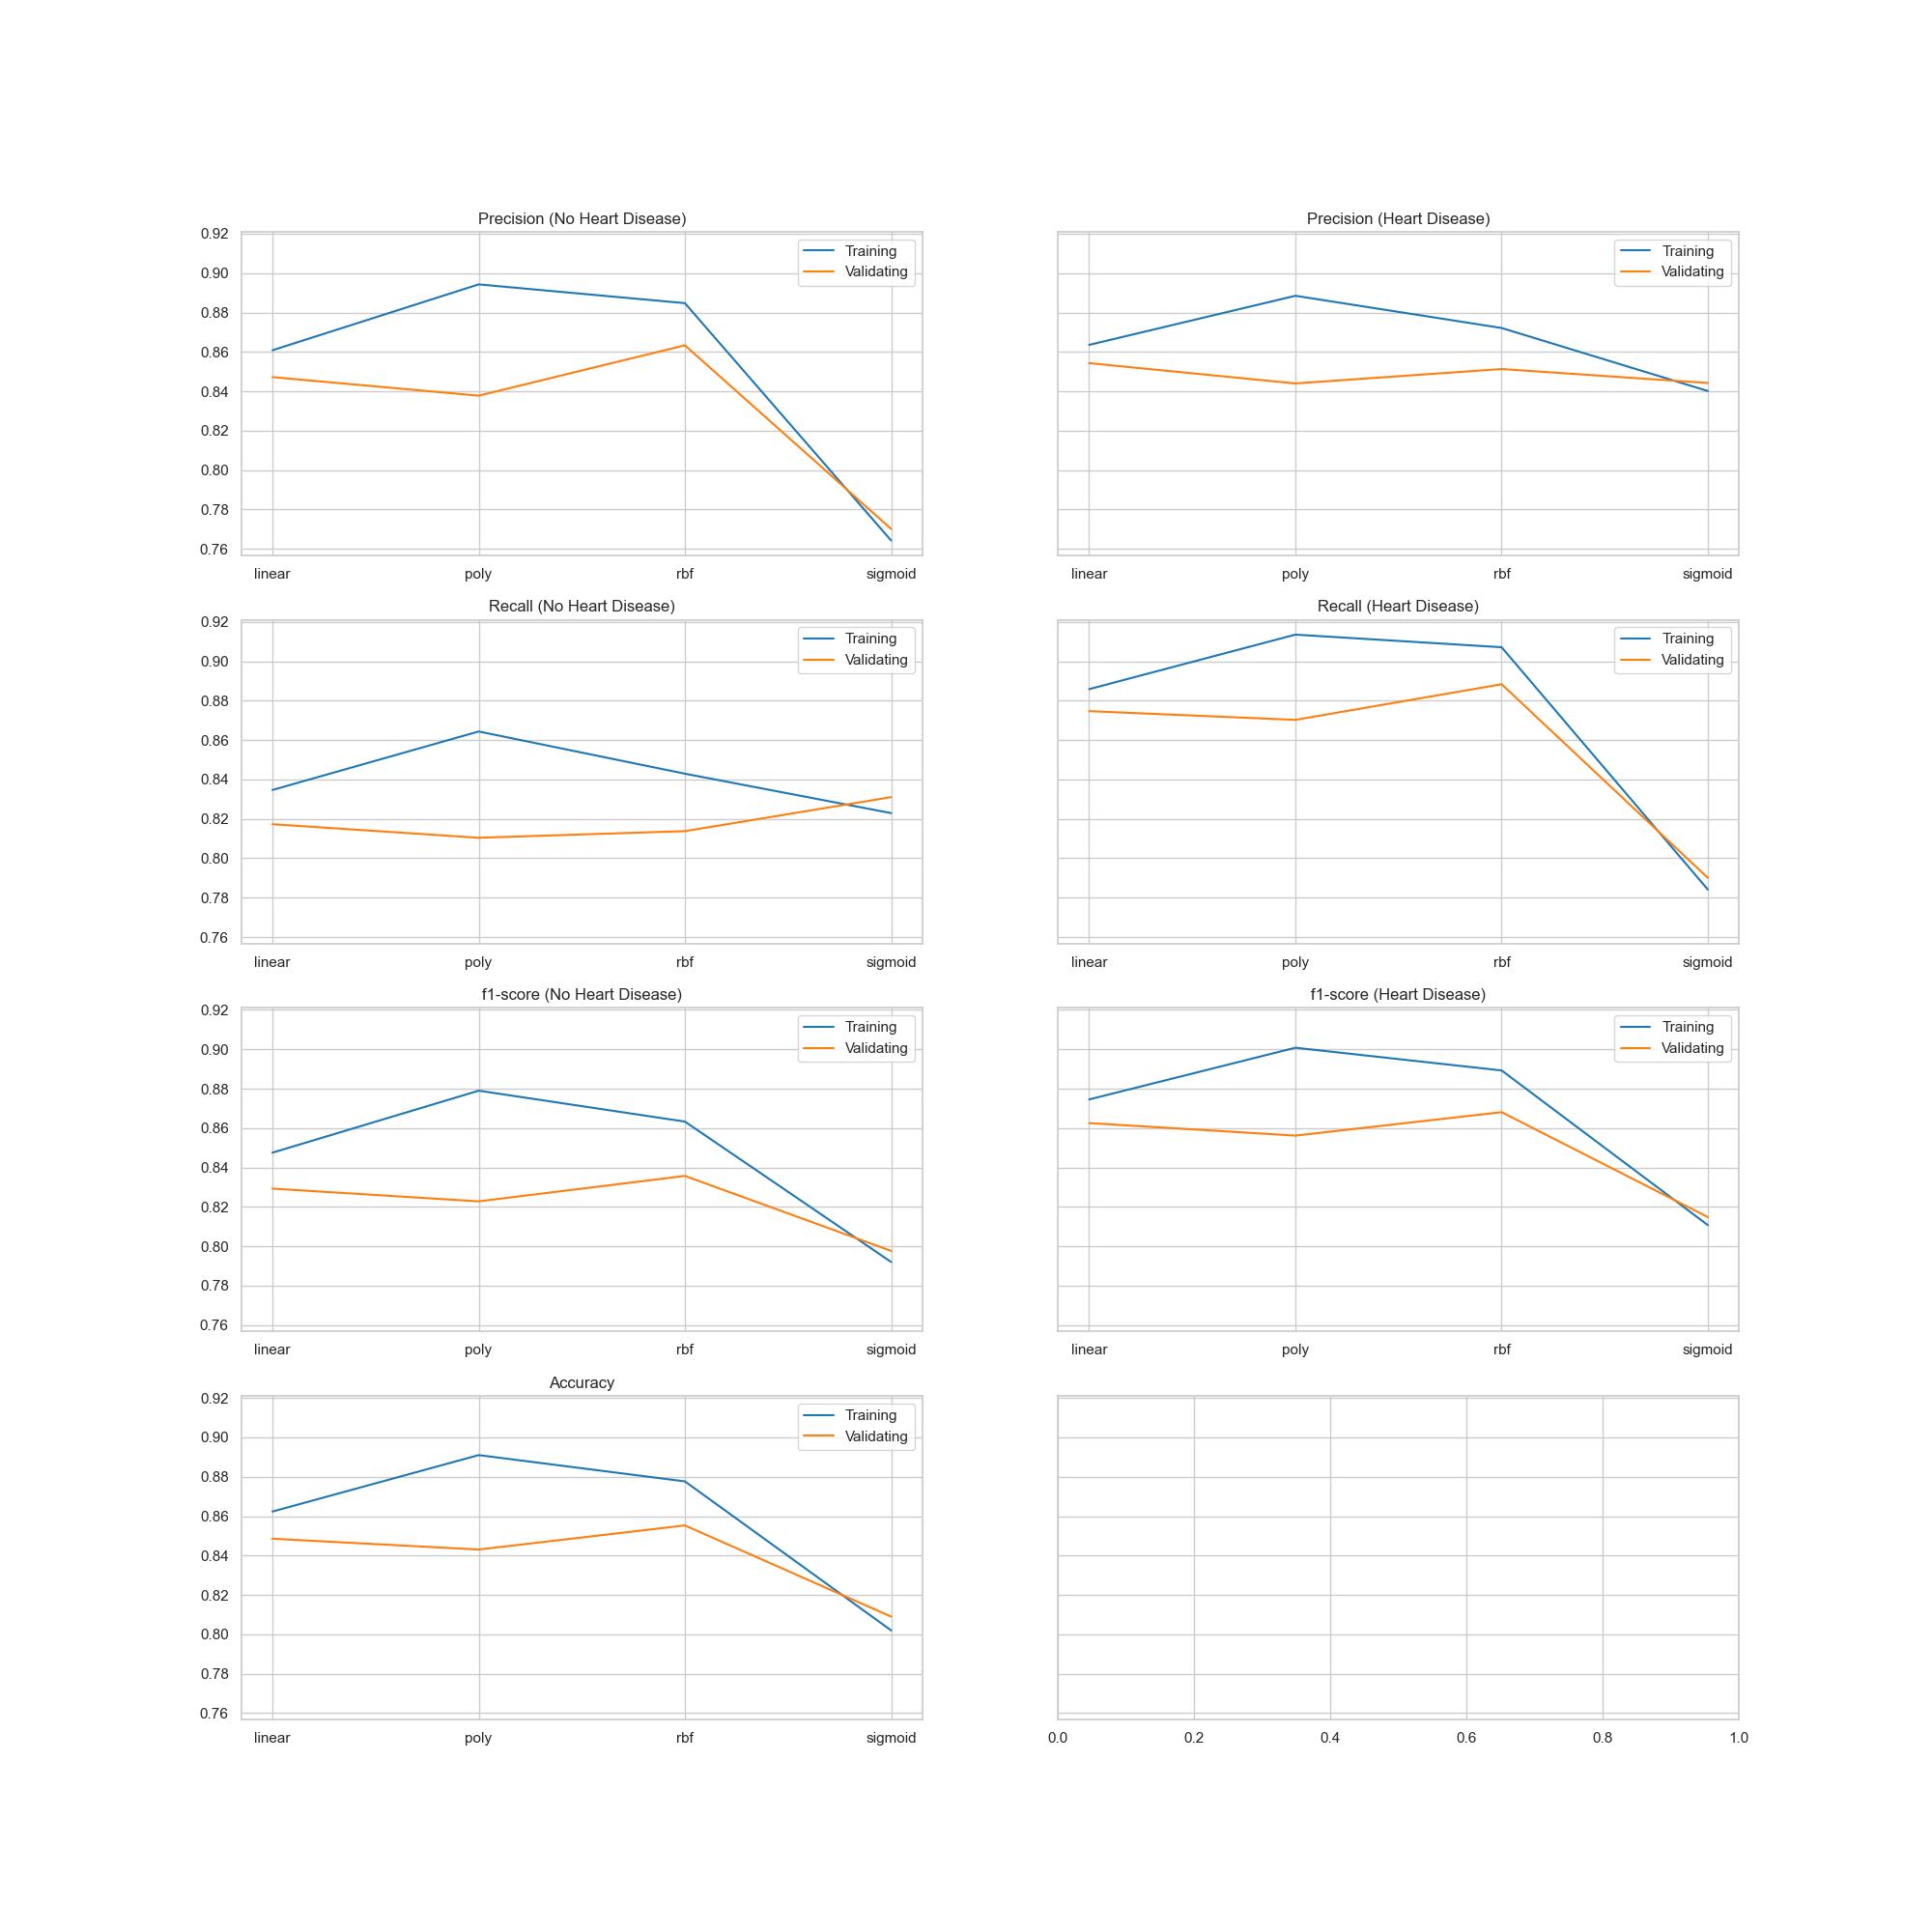 Precision (No Heart Disease)
0.92
0.90
0.88
0.86
0.84
0.82
0.80
0.78
0.76
Training
Validating
linear poly rbf sigmoid
Precision (Heart Disease)
Training
Validating
linear poly rbf sigmoid
Recall (No Heart Disease)
0.92
0.90
0.88
0.86
0.84
0.82
0.80
0.78
0.76
Training
Validating
linear poly rbf sigmoid
Recall (Heart Disease)
Training
Validating
linear poly rbf sigmoid
f1-score (No Heart Disease)
0.92
0.90
0.88
0.86
0.84
0.82
0.80
0.78
0.76
Training
Validating
linear poly rbf sigmoid
f1-score (Heart Disease)
Training
Validating
linear poly rbf sigmoid
Accuracy
0.92
0.90
0.88
0.86
0.84
0.82
0.80
0.78
0.76
Training
Validating
linear poly rbf sigmoid
0.0 0.2 0.4 0.6 0.8 1.0